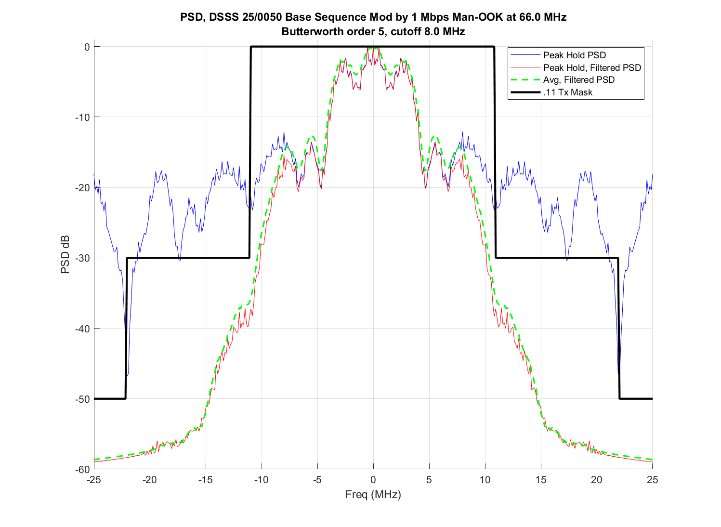 PSD, DSSS 25/0050 Base Sequence Mod by 1 Mbps Man-OOK at 66.0 MHz
Butterworth order 5, cutoff 8.0 MHz
Peak Hold PSD
Peak Hold, Filtered PSD
Avg, Filtered PSD
.11 Tx Mask
PSD dB
0
-10
-20
-30
-40
-50
-60
-25
-20
-15
-10
-5
0
5
10
15
20
25
Freq (MHz)